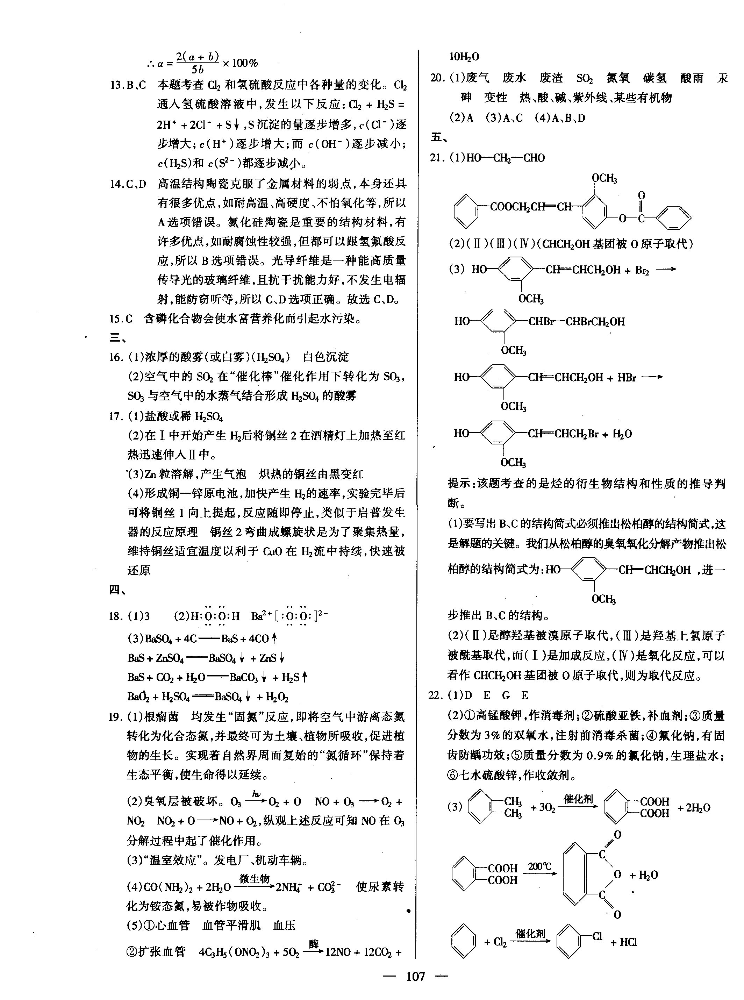 ∴α = 2(a + b)/5b × 100%
13.B、C 本题考查 Cl₂ 和氢硫酸反应中各种量的变化。Cl₂
通入氢硫酸溶液中,发生以下反应:Cl₂ + H₂S =
2H⁺ + 2Cl⁻ + S↓,S沉淀的量逐步增多,c(Cl⁻)逐
步增大;c(H⁺)逐步增大;而 c(OH⁻)逐步减小;
c(H₂S)和 c(S²⁻)都逐步减小。
14.C、D 高温结构陶瓷克服了金属材料的弱点,本身还具
有很多优点,如耐高温、高硬度、不怕氧化等,所以
A选项错误。氮化硅陶瓷是重要的结构材料,有
许多优点,如耐腐蚀性较强,但都可以跟氢氟酸反
应,所以 B选项错误。光导纤维是一种能高质量
传导光的玻璃纤维,且抗干扰能力好,不发生电辐
射,能防窃听等,所以 C、D选项正确。故选 C、D。
15.C 含磷化合物会使水富营养化而引起水污染。
三、
16. (1)浓厚的酸雾(或白雾)(H₂SO₄) 白色沉淀
(2)空气中的 SO₂ 在“催化棒”催化作用下转化为 SO₃,
SO₃ 与空气中的水蒸气结合形成 H₂SO₄ 的酸雾
17. (1)盐酸或稀 H₂SO₄
(2)在Ⅰ中开始产生 H₂后将铜丝 2 在酒精灯上加热至红
热迅速伸入Ⅱ中。
(3)Zn 粒溶解,产生气泡 炽热的铜丝由黑变红
(4)形成铜—锌原电池,加快产生 H₂的速率,实验完毕后
可将铜丝 1 向上提起,反应随即停止,类似于启普发生
器的反应原理 铜丝 2 弯曲成螺旋状是为了聚集热量,
维持铜丝适宜温度以利于 CuO 在 H₂流中持续,快速被
还原
四、
18. (1)3 (2)H:Ö:Ö:H Ba²⁺[:Ö:Ö:]²⁻
(3)BaSO₄ + 4C══BaS + 4CO↑
BaS + ZnSO₄══BaSO₄↓ + ZnS↓
BaS + CO₂ + H₂O══BaCO₃↓ + H₂S↑
BaO₂ + H₂SO₄══BaSO₄↓ + H₂O₂
19. (1)根瘤菌 均发生“固氮”反应,即将空气中游离态氮
转化为化合态氮,并最终可为土壤、植物所吸收,促进植
物的生长。实现着自然界周而复始的“氮循环”保持着
生态平衡,使生命得以延续。
(2)臭氧层被破坏。O₃ —hν→O₂ + O NO + O₃ ⟶O₂ +
NO₂ NO₂ + O⟶NO + O₂,纵观上述反应可知 NO 在 O₃
分解过程中起了催化作用。
(3)“温室效应”。发电厂、机动车辆。
(4)CO(NH₂)₂ + 2H₂O —微生物→2NH₄⁺ + CO₃²⁻ 使尿素转
化为铵态氮,易被作物吸收。
(5)①心血管 血管平滑肌 血压
②扩张血管 4C₃H₅(ONO₂)₃ + 5O₂ —酶→12NO + 12CO₂ +
10H₂O
20. (1)废气 废水 废渣 SO₂ 氮氧 碳氢 酸雨 汞
砷 变性 热、酸、碱、紫外线、某些有机物
(2)A (3)A、C (4)A、B、D
五、
21. (1)HO—CH₂—CHO
OCH₃
COOCH₂CH=CH O—C O
(2)(Ⅱ)(Ⅲ)(Ⅳ)(CHCH₂OH基团被 O 原子取代)
(3) HO CH=CHCH₂OH + Br₂ ⟶
OCH₃
HO CHBr—CHBrCH₂OH
OCH₃
HO CH=CHCH₂OH + HBr ⟶
OCH₃
HO CH=CHCH₂Br + H₂O
OCH₃
提示:该题考查的是烃的衍生物结构和性质的推导判
断。
(1)要写出 B、C 的结构简式必须推出松柏醇的结构简式,这
是解题的关键。我们从松柏醇的臭氧氧化分解产物推出松
柏醇的结构简式为:HO CH=CHCH₂OH ,进一
OCH₃
步推出 B、C 的结构。
(2)(Ⅱ)是醇羟基被溴原子取代,(Ⅲ)是羟基上氢原子
被酰基取代,而(Ⅰ)是加成反应,(Ⅳ)是氧化反应,可以
看作 CHCH₂OH 基团被 O 原子取代,则为取代反应。
22. (1)D E G E
(2)①高锰酸钾,作消毒剂;②硫酸亚铁,补血剂;③质量
分数为 3%的双氧水,注射前消毒杀菌;④氟化钠,有固
齿防龋功效;⑤质量分数为 0.9%的氯化钠,生理盐水;
⑥七水硫酸锌,作收敛剂。
(3) CH₃ CH₃ + 3O₂ —催化剂→ COOH COOH + 2H₂O
COOH COOH —200℃→ C O O C O + H₂O
+ Cl₂ —催化剂→ Cl + HCl
— 107 —